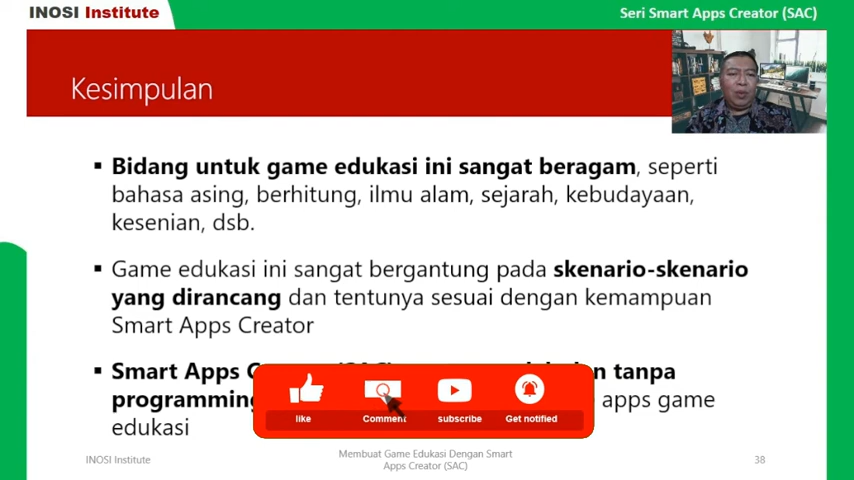 INOSI Institute
Seri Smart Apps Creator (SAC)
Kesimpulan
▪ Bidang untuk game edukasi ini sangat beragam, seperti
bahasa asing, berhitung, ilmu alam, sejarah, kebudayaan,
kesenian, dsb.
▪ Game edukasi ini sangat bergantung pada skenario-skenario
yang dirancang dan tentunya sesuai dengan kemampuan
Smart Apps Creator
▪ Smart Apps tanpa
programming apps game
edukasi
like
Comment
subscribe
Get notified
INOSI Institute
Membuat Game Edukasi Dengan Smart
Apps Creator (SAC)
38